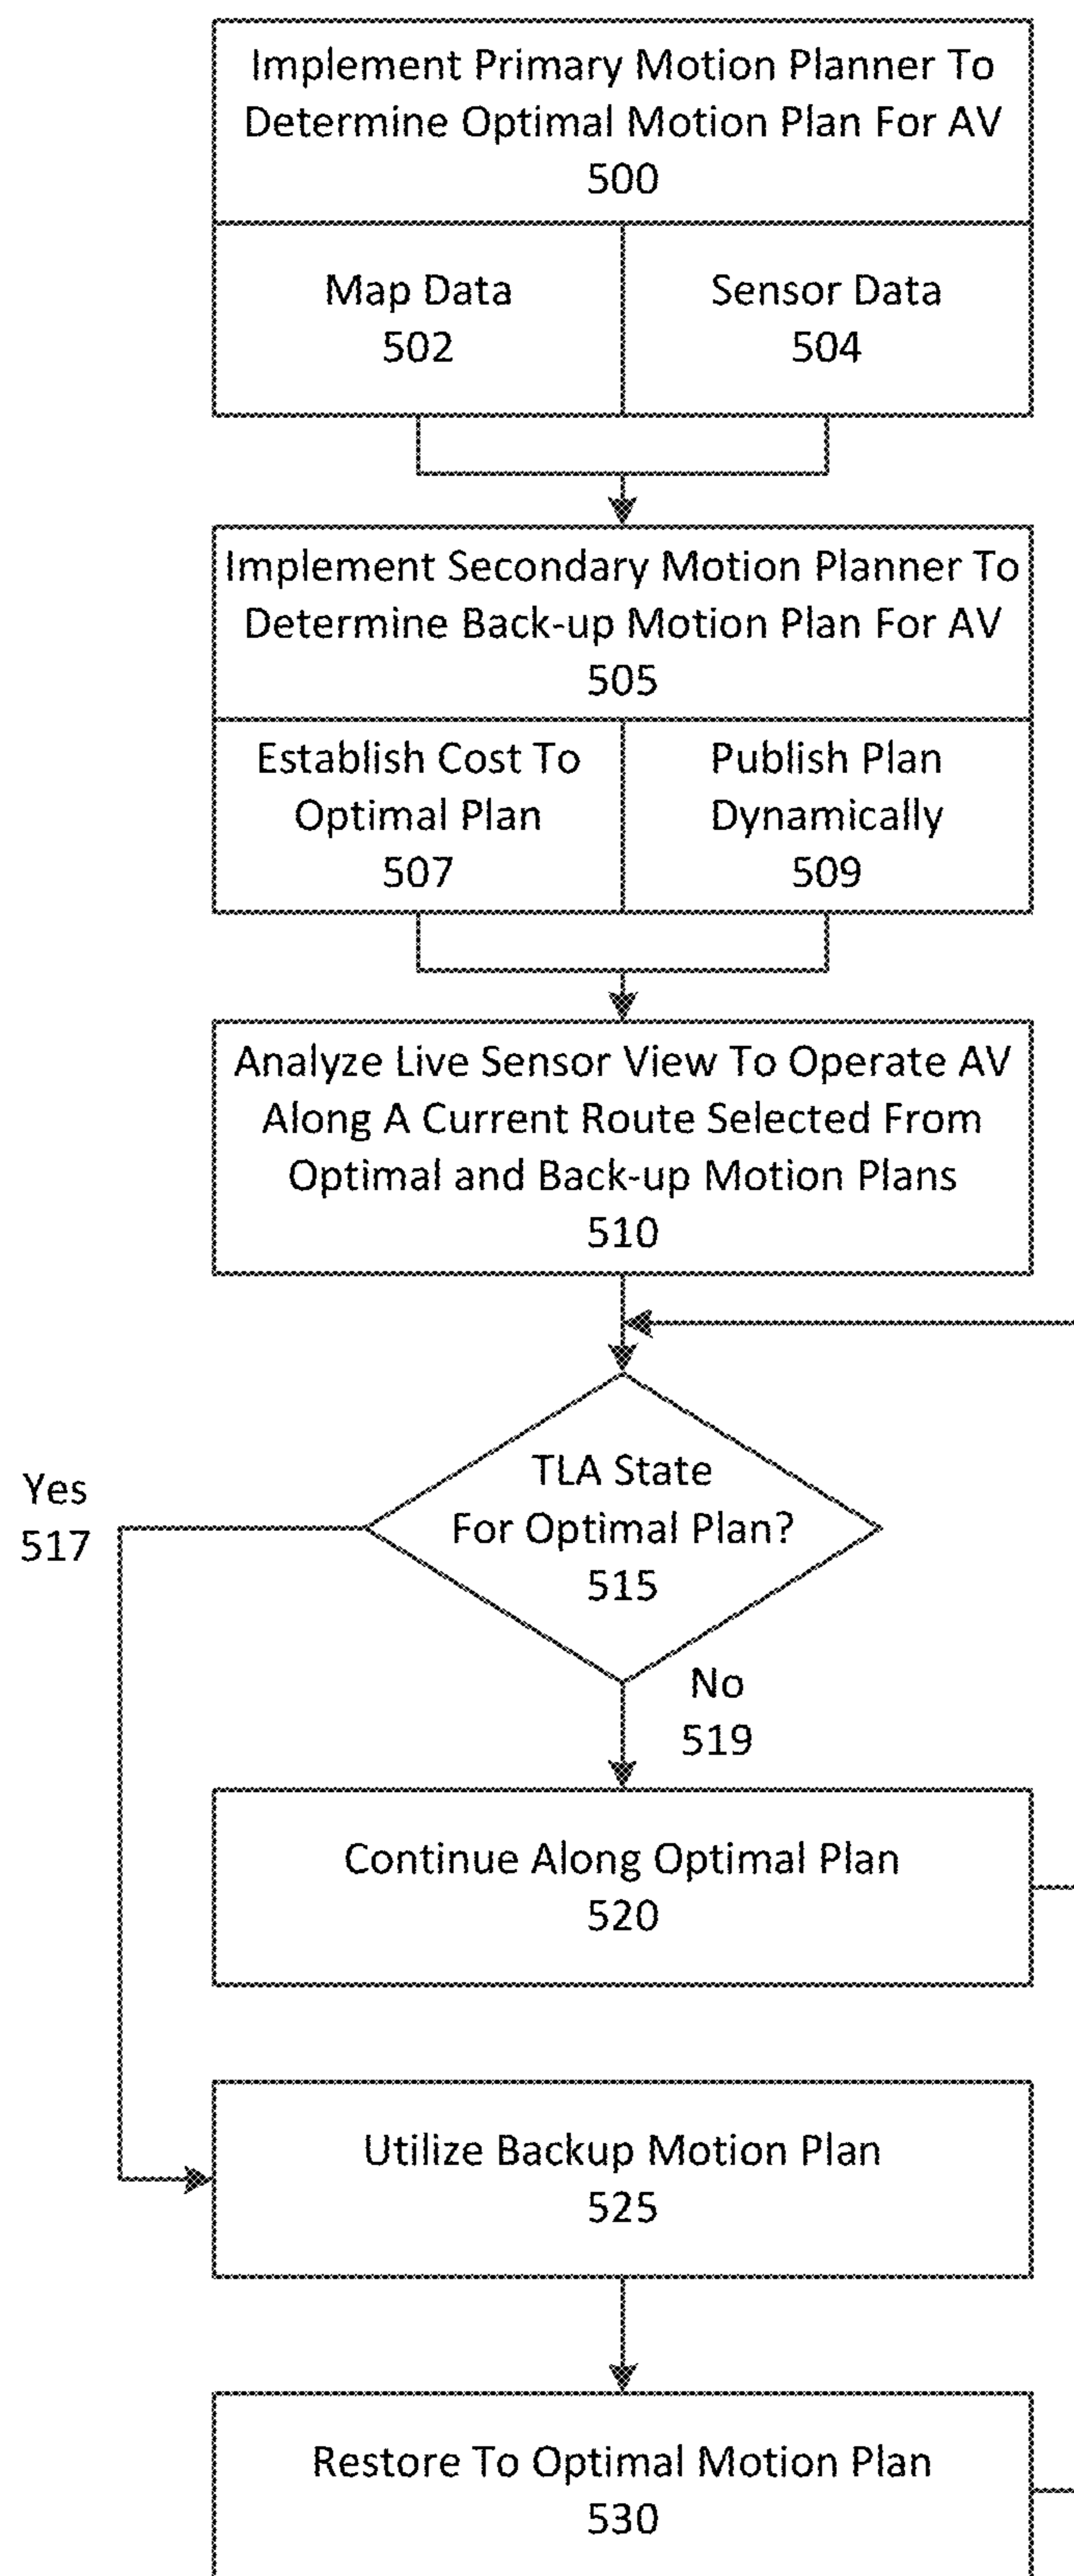 Implement Primary Motion Planner To
Determine Optimal Motion Plan For AV
500
Map Data
502
Sensor Data
504
Implement Secondary Motion Planner To
Determine Back-up Motion Plan For AV
505
Establish Cost To
Optimal Plan
507
Publish Plan
Dynamically
509
Analyze Live Sensor View To Operate AV
Along A Current Route Selected From
Optimal and Back-up Motion Plans
510
TLA State
For Optimal Plan?
515
Yes
517
No
519
Continue Along Optimal Plan
520
Utilize Backup Motion Plan
525
Restore To Optimal Motion Plan
530